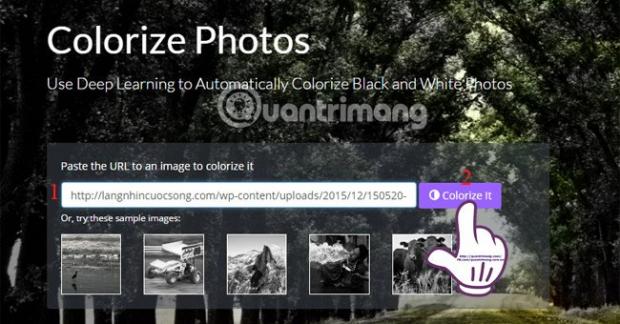 Colorize Photos
Use Deep Learning to Automatically Colorize Black and White Photos
Quantrimang
Paste the URL to an image to colorize it
2
1 http://langnhincuocsong.com/wp-content/uploads/2015/12/150520- Colorize It
Or, try these sample images: